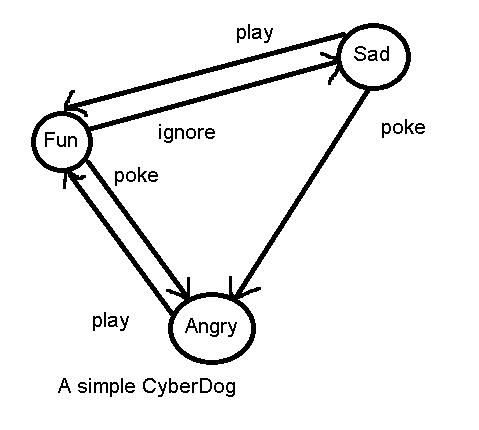 play
Sad
ignore
Fun
poke
poke
play
Angry
A simple CyberDog